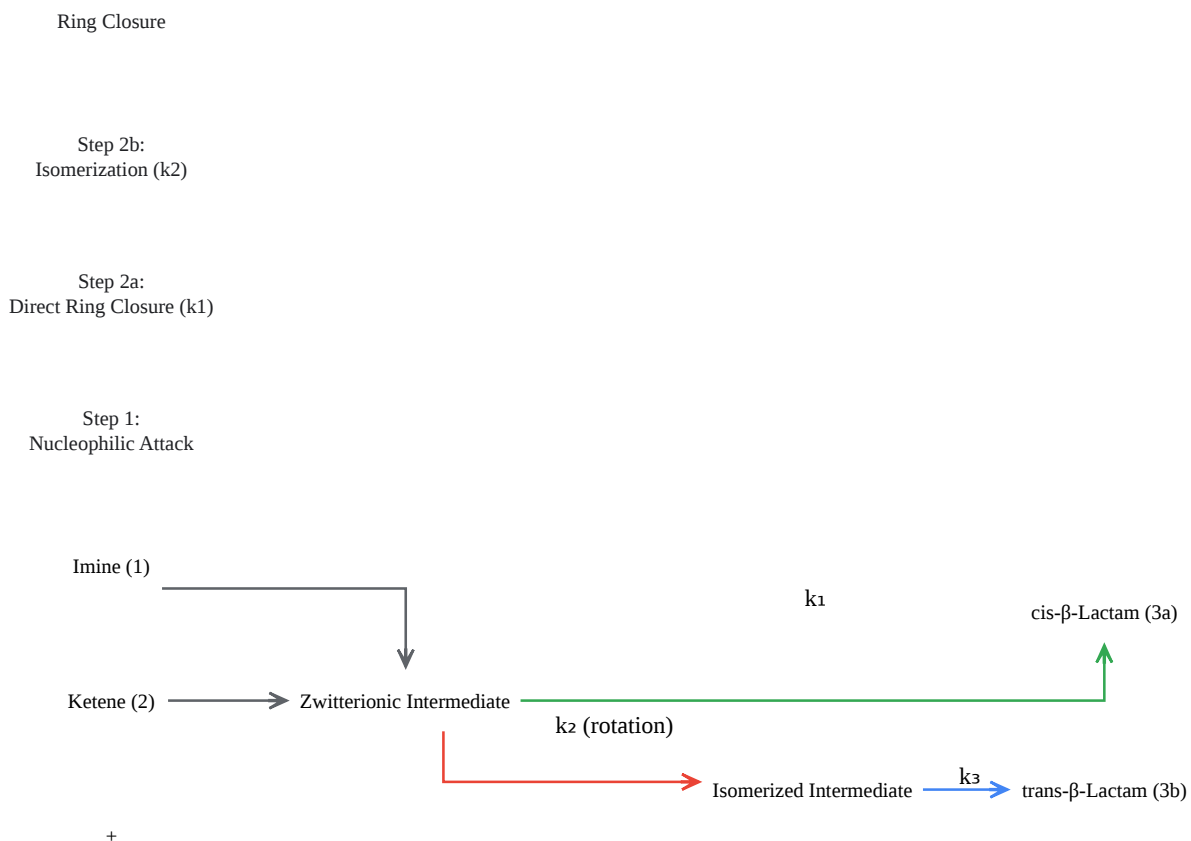 Ring Closure
Step 2b:
Isomerization (k2)
Step 2a:
Direct Ring Closure (k1)
Step 1:
Nucleophilic Attack
Imine (1)
k₁
cis-β-Lactam (3a)
Ketene (2)
Zwitterionic Intermediate
k₂ (rotation)
Isomerized Intermediate
k₃
trans-β-Lactam (3b)
+